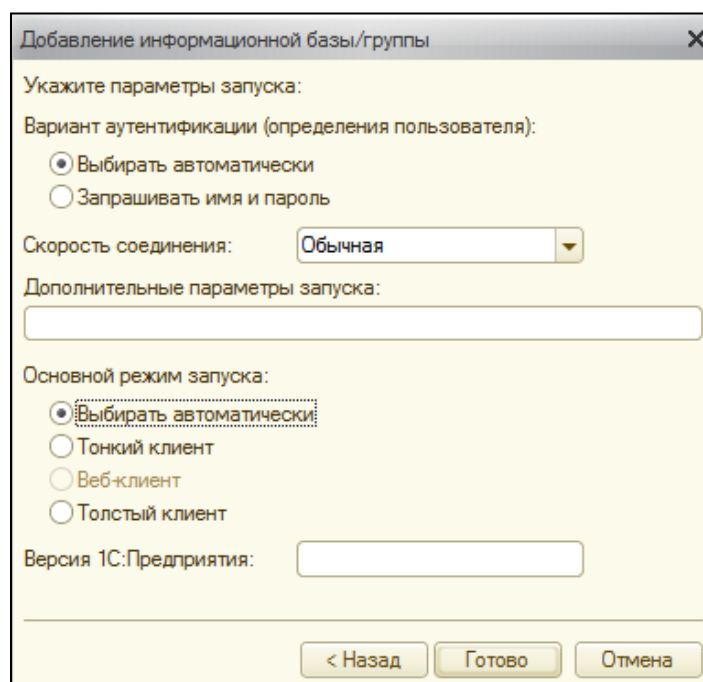 Добавление информационной базы/группы
Укажите параметры запуска:
Вариант аутентификации (определения пользователя):
Выбирать автоматически
Запрашивать имя и пароль
Скорость соединения: Обычная
Дополнительные параметры запуска:
Основной режим запуска:
Выбирать автоматически
Тонкий клиент
Веб-клиент
Толстый клиент
Версия 1С:Предприятия:
< Назад Готово Отмена